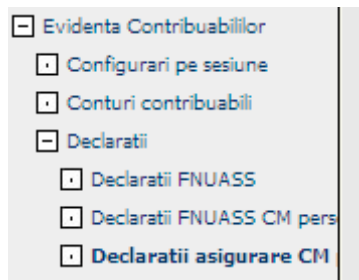 Evidenta Contribuabililor
Configurari pe sesiune
Conturi contribuabili
Declaratii
Declaratii FNUASS
Declaratii FNUASS CM pers
Declaratii asigurare CM